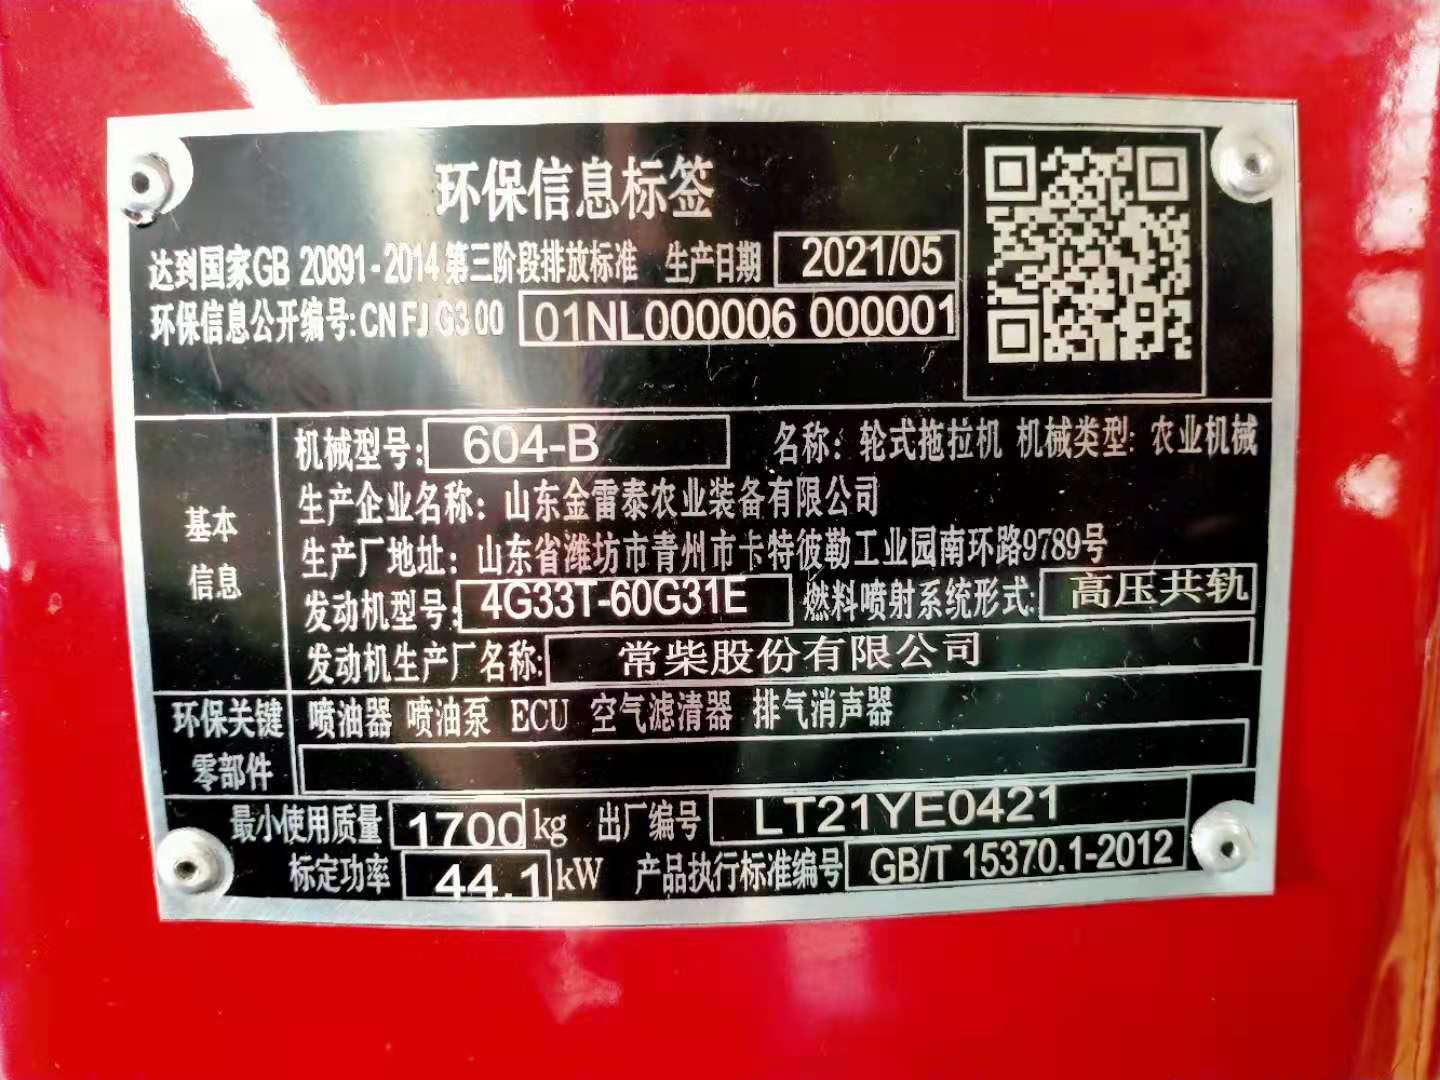 环保信息标签
达到国家GB 20891-2014第三阶段排放标准 生产日期 2021/05
环保信息公开编号:CN FJ G3 00 01NL000006 000001
基本信息
机械型号: 604-B 名称: 轮式拖拉机 机械类型: 农业机械
生产企业名称: 山东金雷泰农业装备有限公司
生产厂地址: 山东省潍坊市青州市卡特彼勒工业园南环路9789号
发动机型号: 4G33T-60G31E 燃料喷射系统形式: 高压共轨
发动机生产厂名称: 常柴股份有限公司
环保关键零部件
喷油器 喷油泵 ECU 空气滤清器 排气消声器
最小使用质量 1700 kg 出厂编号 LT21YE0421
标定功率 44.1 kW 产品执行标准编号 GB/T 15370.1-2012